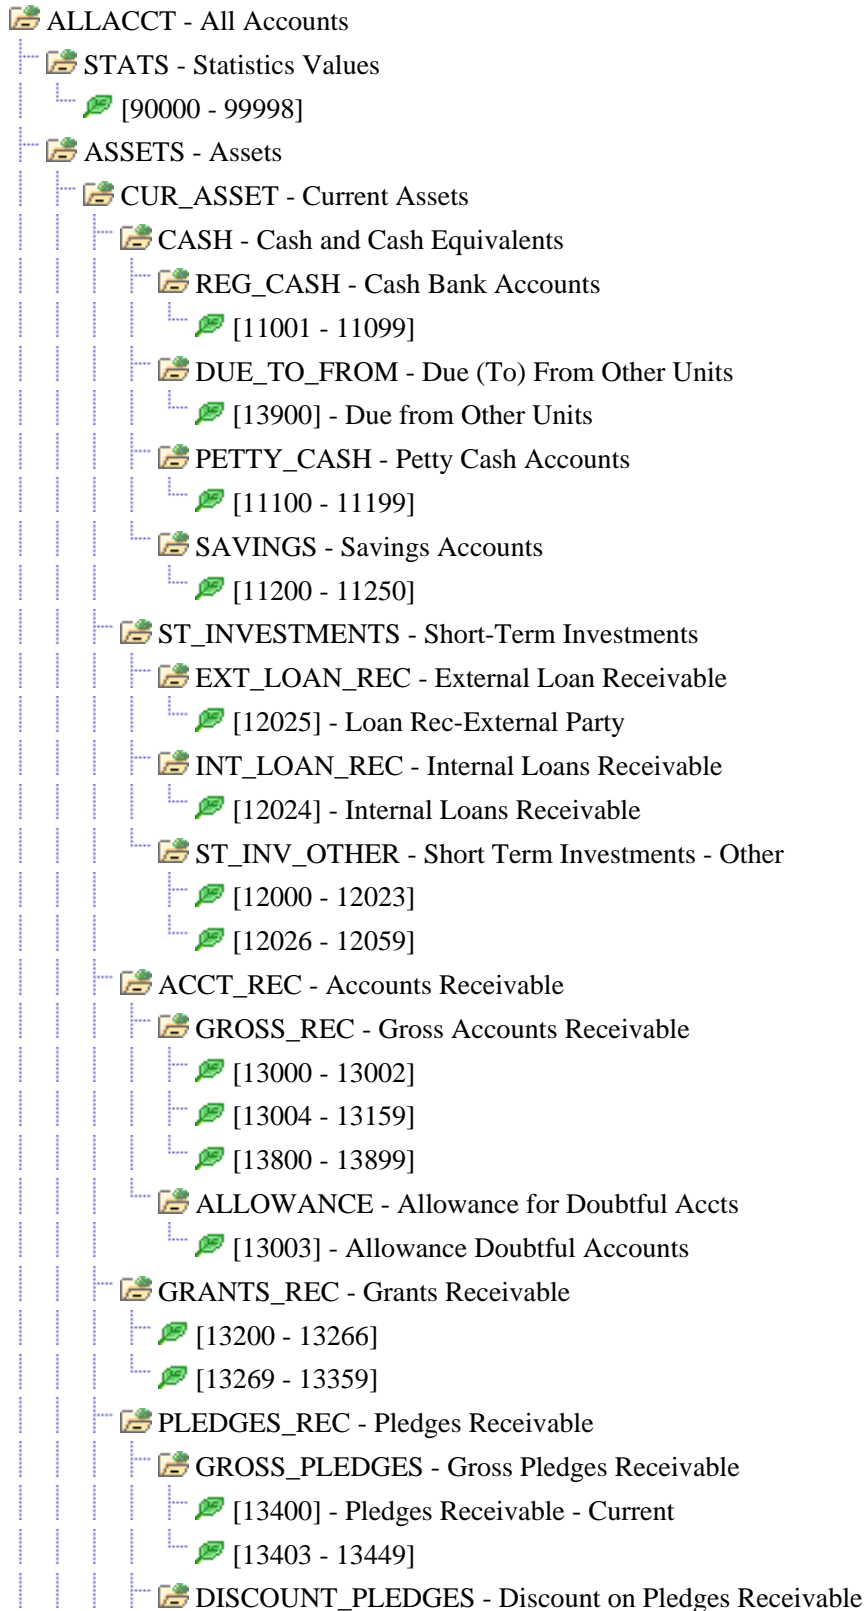 ALLACCT - All Accounts
STATS - Statistics Values
[90000 - 99998]
ASSETS - Assets
CUR_ASSET - Current Assets
CASH - Cash and Cash Equivalents
REG_CASH - Cash Bank Accounts
[11001 - 11099]
DUE_TO_FROM - Due (To) From Other Units
[13900] - Due from Other Units
PETTY_CASH - Petty Cash Accounts
[11100 - 11199]
SAVINGS - Savings Accounts
[11200 - 11250]
ST_INVESTMENTS - Short-Term Investments
EXT_LOAN_REC - External Loan Receivable
[12025] - Loan Rec-External Party
INT_LOAN_REC - Internal Loans Receivable
[12024] - Internal Loans Receivable
ST_INV_OTHER - Short Term Investments - Other
[12000 - 12023]
[12026 - 12059]
ACCT_REC - Accounts Receivable
GROSS_REC - Gross Accounts Receivable
[13000 - 13002]
[13004 - 13159]
[13800 - 13899]
ALLOWANCE - Allowance for Doubtful Accts
[13003] - Allowance Doubtful Accounts
GRANTS_REC - Grants Receivable
[13200 - 13266]
[13269 - 13359]
PLEDGES_REC - Pledges Receivable
GROSS_PLEDGES - Gross Pledges Receivable
[13400] - Pledges Receivable - Current
[13403 - 13449]
DISCOUNT_PLEDGES - Discount on Pledges Receivable